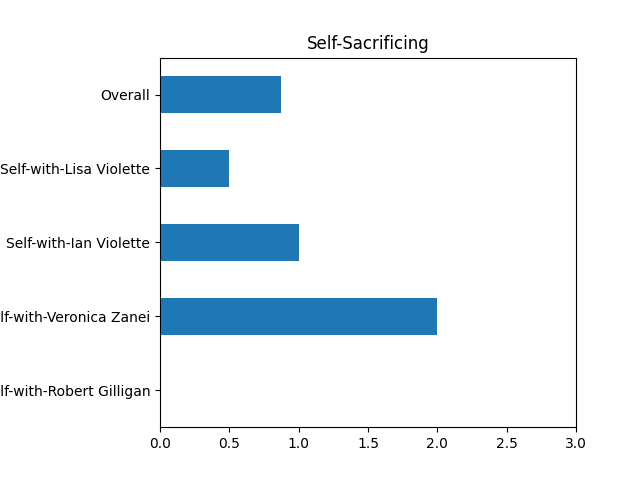 Self-Sacrificing
Overall
Self-with-Lisa Violette
Self-with-Ian Violette
lf-with-Veronica Zanei
lf-with-Robert Gilligan
0.0 0.5 1.0 1.5 2.0 2.5 3.0